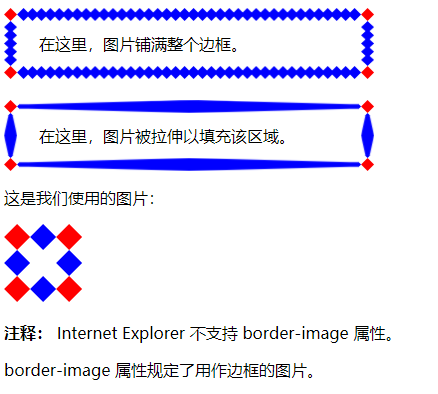 在这里，图片铺满整个边框。
在这里，图片被拉伸以填充该区域。
这是我们使用的图片：
注释： Internet Explorer 不支持 border-image 属性。
border-image 属性规定了用作边框的图片。